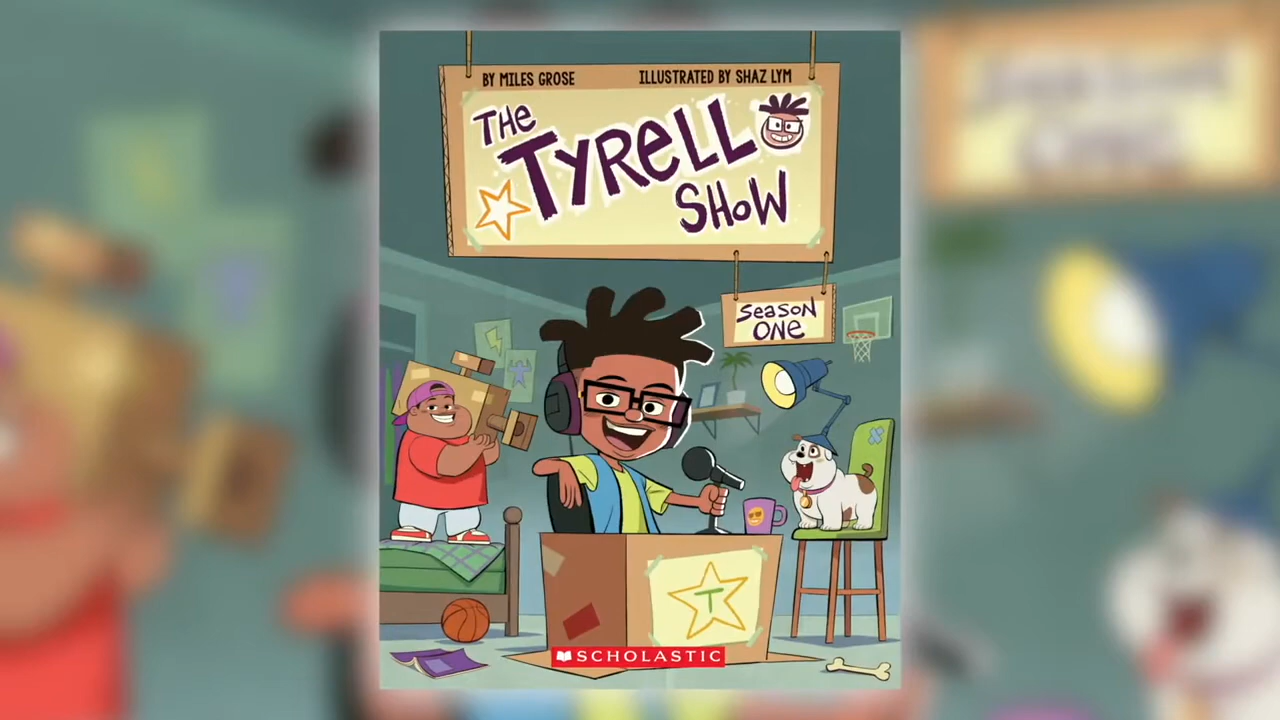 BY MILES GROSE ILLUSTRATED BY SHAZ LYM
THE
TYRELL
SHOW
SEASON
ONE
T
SCHOLASTIC